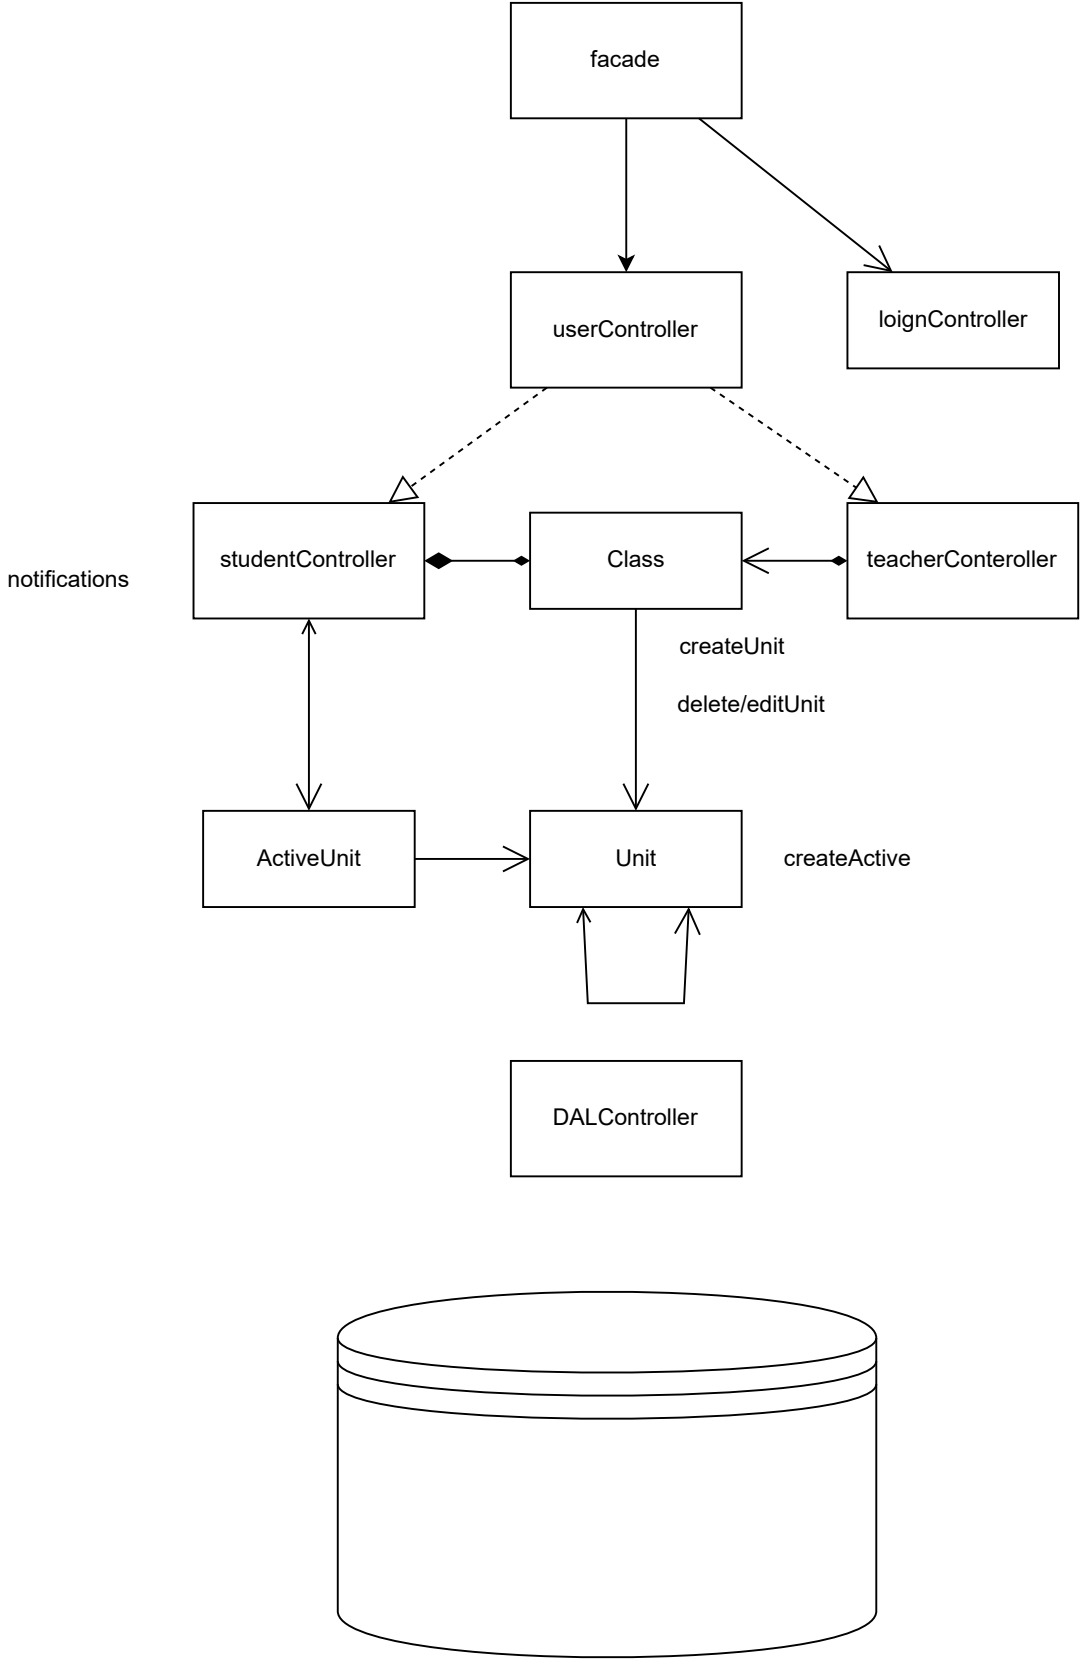 facade
userController
loignController
studentController
Class
teacherConteroller
notifications
createUnit
delete/editUnit
ActiveUnit
Unit
createActive
DALController